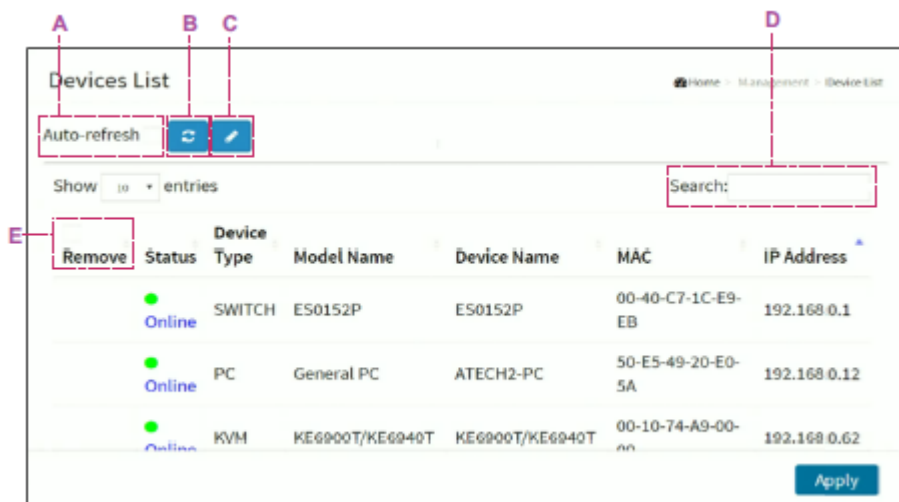 A B C D
Devices List
Home > Management > Device List
Auto-refresh
Show 10 entries
Search:
E
Remove Status Device Type Model Name Device Name MAC IP Address
Online SWITCH ES0152P ES0152P 00-40-C7-1C-E9-EB 192.168.0.1
Online PC General PC ATECH2-PC 50-E5-49-20-E0-5A 192.168.0.12
Online KVM KE6900T/KE6940T KE6900T/KE6940T 00-10-74-A9-00- 192.168.0.62
Apply